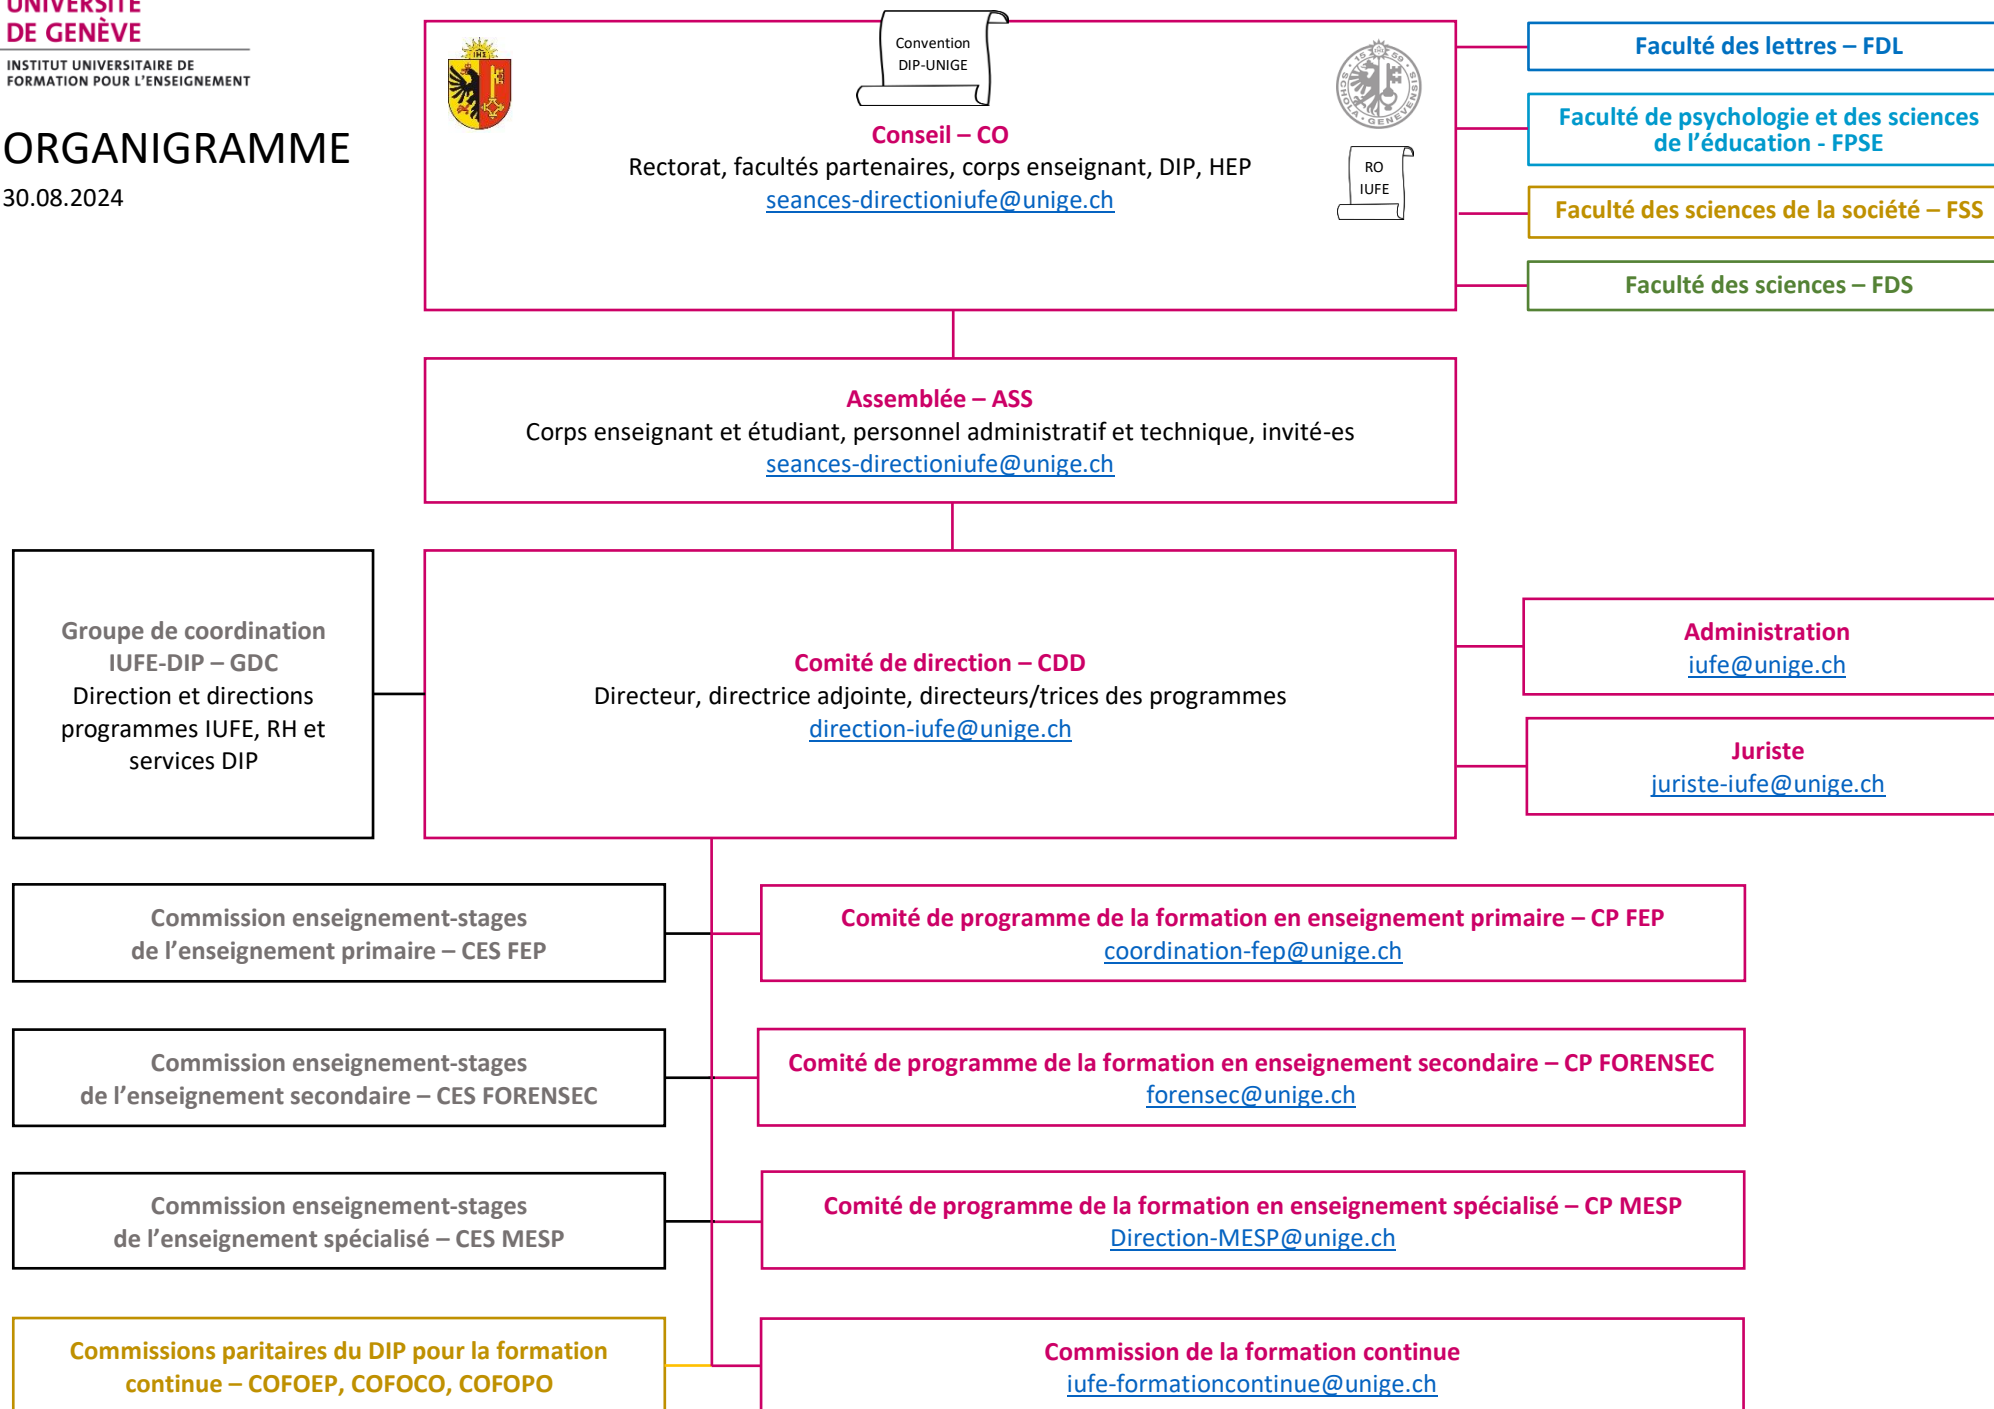 UNIVERSITÉ
DE GENÈVE
INSTITUT UNIVERSITAIRE DE
FORMATION POUR L'ENSEIGNEMENT
ORGANIGRAMME
30.08.2024
Convention
DIP-UNIGE
Conseil – CO
Rectorat, facultés partenaires, corps enseignant, DIP, HEP
seances-directioniufe@unige.ch
SCHOLA GENEVENSIS
1559
RO
IUFE
Faculté des lettres – FDL
Faculté de psychologie et des sciences
de l’éducation - FPSE
Faculté des sciences de la société – FSS
Faculté des sciences – FDS
Assemblée – ASS
Corps enseignant et étudiant, personnel administratif et technique, invité-es
seances-directioniufe@unige.ch
Groupe de coordination
IUFE-DIP – GDC
Direction et directions
programmes IUFE, RH et
services DIP
Comité de direction – CDD
Directeur, directrice adjointe, directeurs/trices des programmes
direction-iufe@unige.ch
Administration
iufe@unige.ch
Juriste
juriste-iufe@unige.ch
Commission enseignement-stages
de l’enseignement primaire – CES FEP
Comité de programme de la formation en enseignement primaire – CP FEP
coordination-fep@unige.ch
Commission enseignement-stages
de l’enseignement secondaire – CES FORENSEC
Comité de programme de la formation en enseignement secondaire – CP FORENSEC
forensec@unige.ch
Commission enseignement-stages
de l’enseignement spécialisé – CES MESP
Comité de programme de la formation en enseignement spécialisé – CP MESP
Direction-MESP@unige.ch
Commissions paritaires du DIP pour la formation
continue – COFOEP, COFOCO, COFOPO
Commission de la formation continue
iufe-formationcontinue@unige.ch